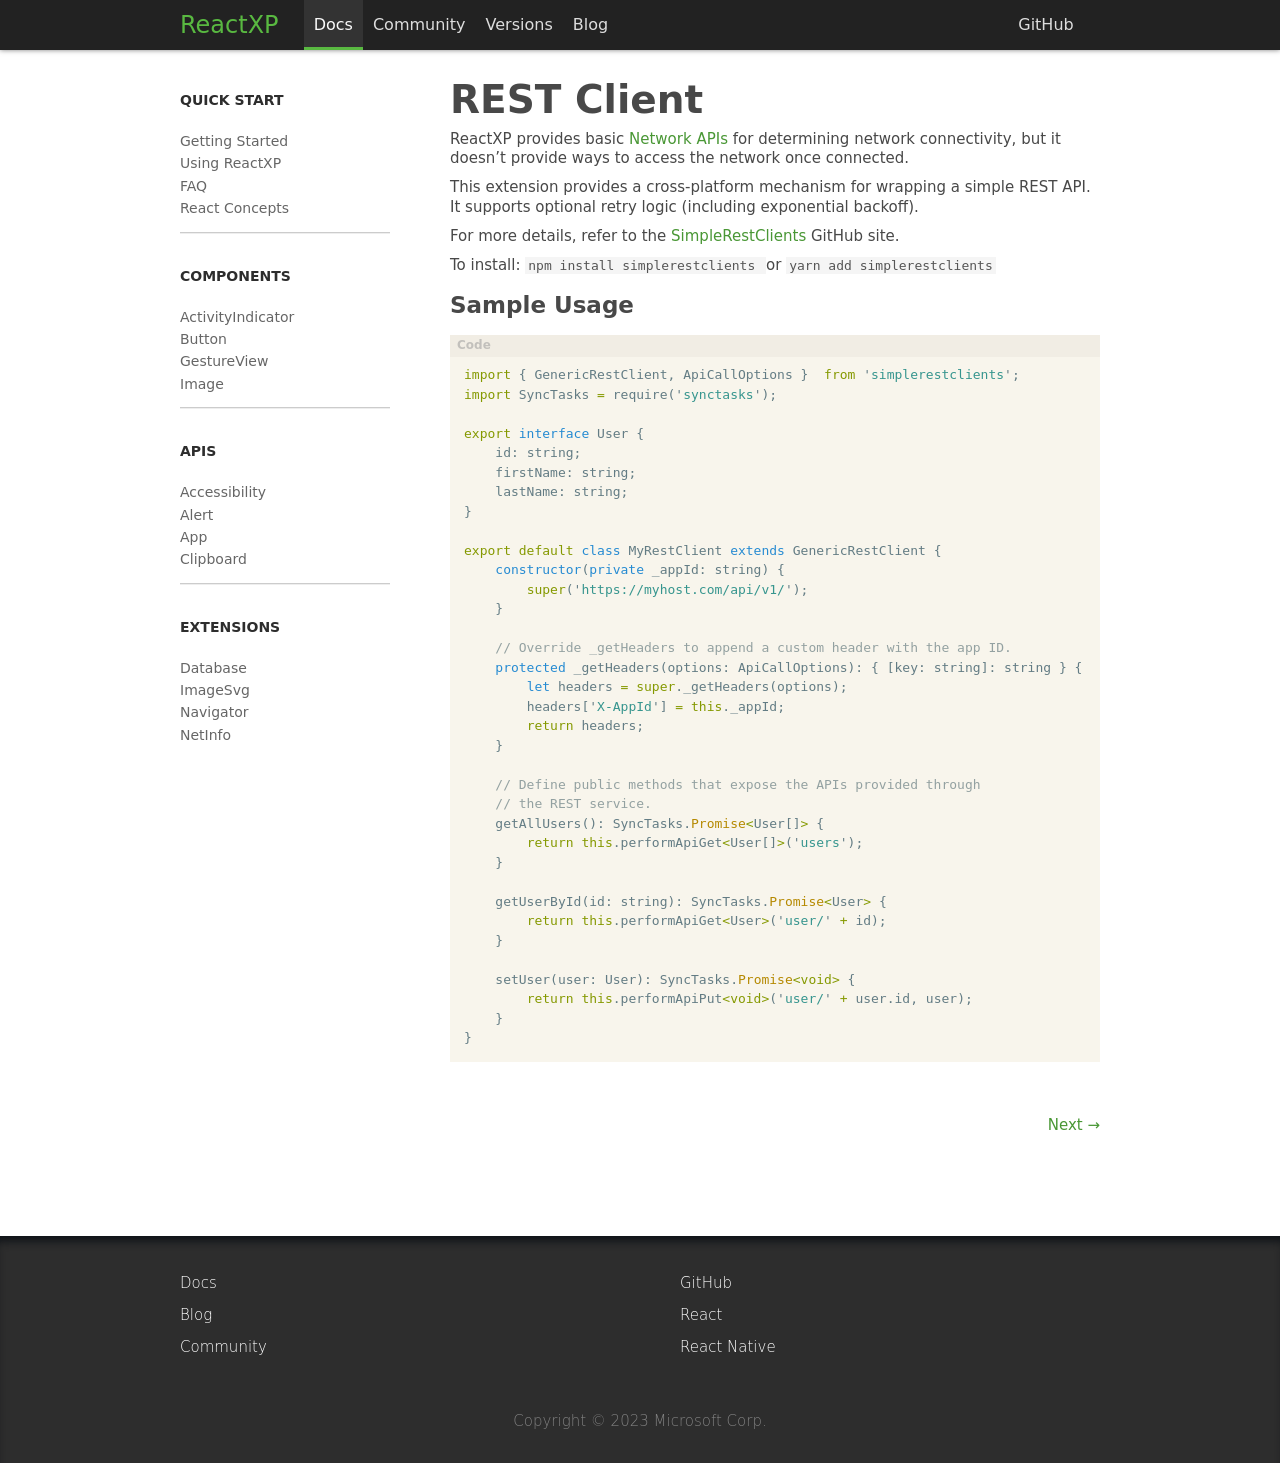 ReactXP Docs Community Versions Blog GitHub
QUICK START
Getting Started
Using ReactXP
FAQ
React Concepts
COMPONENTS
ActivityIndicator
Button
GestureView
Image
APIS
Accessibility
Alert
App
Clipboard
EXTENSIONS
Database
ImageSvg
Navigator
NetInfo
REST Client
ReactXP provides basic Network APIs for determining network connectivity, but it
doesn’t provide ways to access the network once connected.
This extension provides a cross-platform mechanism for wrapping a simple REST API.
It supports optional retry logic (including exponential backoff).
For more details, refer to the SimpleRestClients GitHub site.
To install: npm install simplerestclients or yarn add simplerestclients
Sample Usage
Code
import { GenericRestClient, ApiCallOptions }  from 'simplerestclients';
import SyncTasks = require('synctasks');
export interface User {
    id: string;
    firstName: string;
    lastName: string;
}
export default class MyRestClient extends GenericRestClient {
    constructor(private _appId: string) {
        super('https://myhost.com/api/v1/');
    }
    // Override _getHeaders to append a custom header with the app ID.
    protected _getHeaders(options: ApiCallOptions): { [key: string]: string } {
        let headers = super._getHeaders(options);
        headers['X-AppId'] = this._appId;
        return headers;
    }
    // Define public methods that expose the APIs provided through
    // the REST service.
    getAllUsers(): SyncTasks.Promise<User[]> {
        return this.performApiGet<User[]>('users');
    }
    getUserById(id: string): SyncTasks.Promise<User> {
        return this.performApiGet<User>('user/' + id);
    }
    setUser(user: User): SyncTasks.Promise<void> {
        return this.performApiPut<void>('user/' + user.id, user);
    }
}
Next →
Docs
Blog
Community
GitHub
React
React Native
Copyright © 2023 Microsoft Corp.